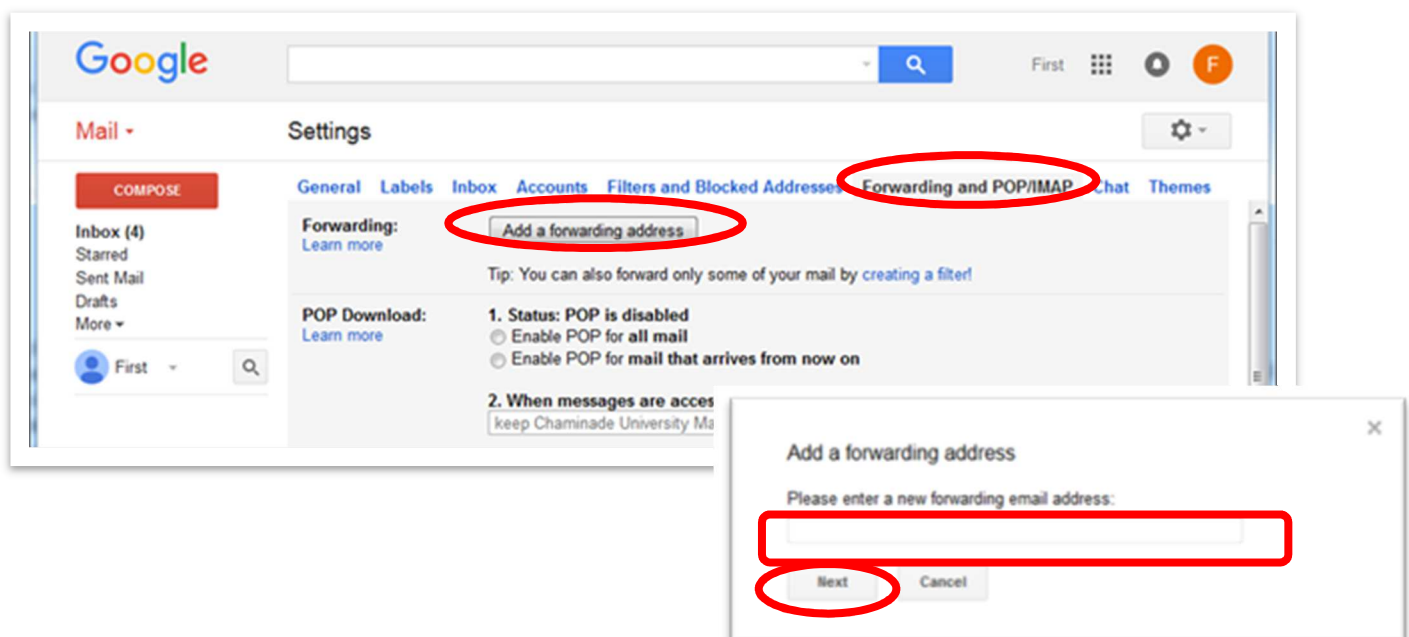 Google
First
F
Mail
Settings
COMPOSE
General Labels Inbox Accounts Filters and Blocked Addresses Forwarding and POP/IMAP Chat Themes
Inbox (4)
Starred
Sent Mail
Drafts
More
First
Forwarding:
Learn more
Add a forwarding address
Tip: You can also forward only some of your mail by creating a filter!
POP Download:
Learn more
1. Status: POP is disabled
Enable POP for all mail
Enable POP for mail that arrives from now on
2. When messages are acces
keep Chaminade University Ma
Add a forwarding address
Please enter a new forwarding email address:
Next Cancel